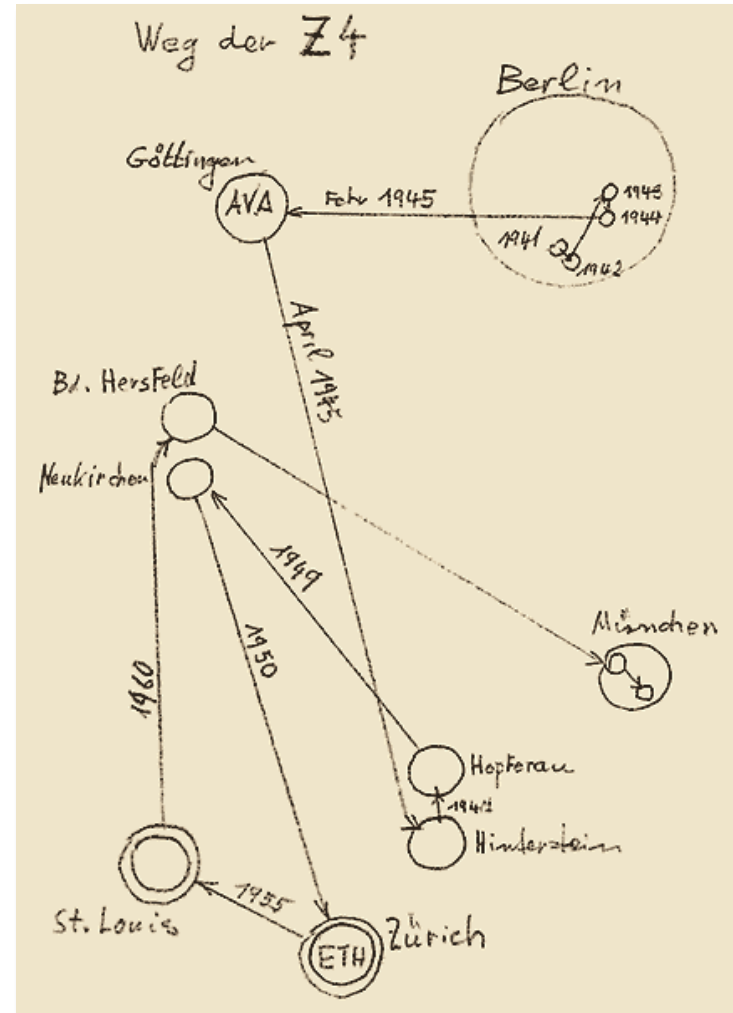 Weg der Z4
Berlin
Göttingen
AVA
Febr 1945
1943
1944
1941
1942
April 1945
Bd. Hersfeld
Neukirchen
1949
1950
1960
München
Hopferau
Hinterstein
1955
St. Louis
ETH
Zürich